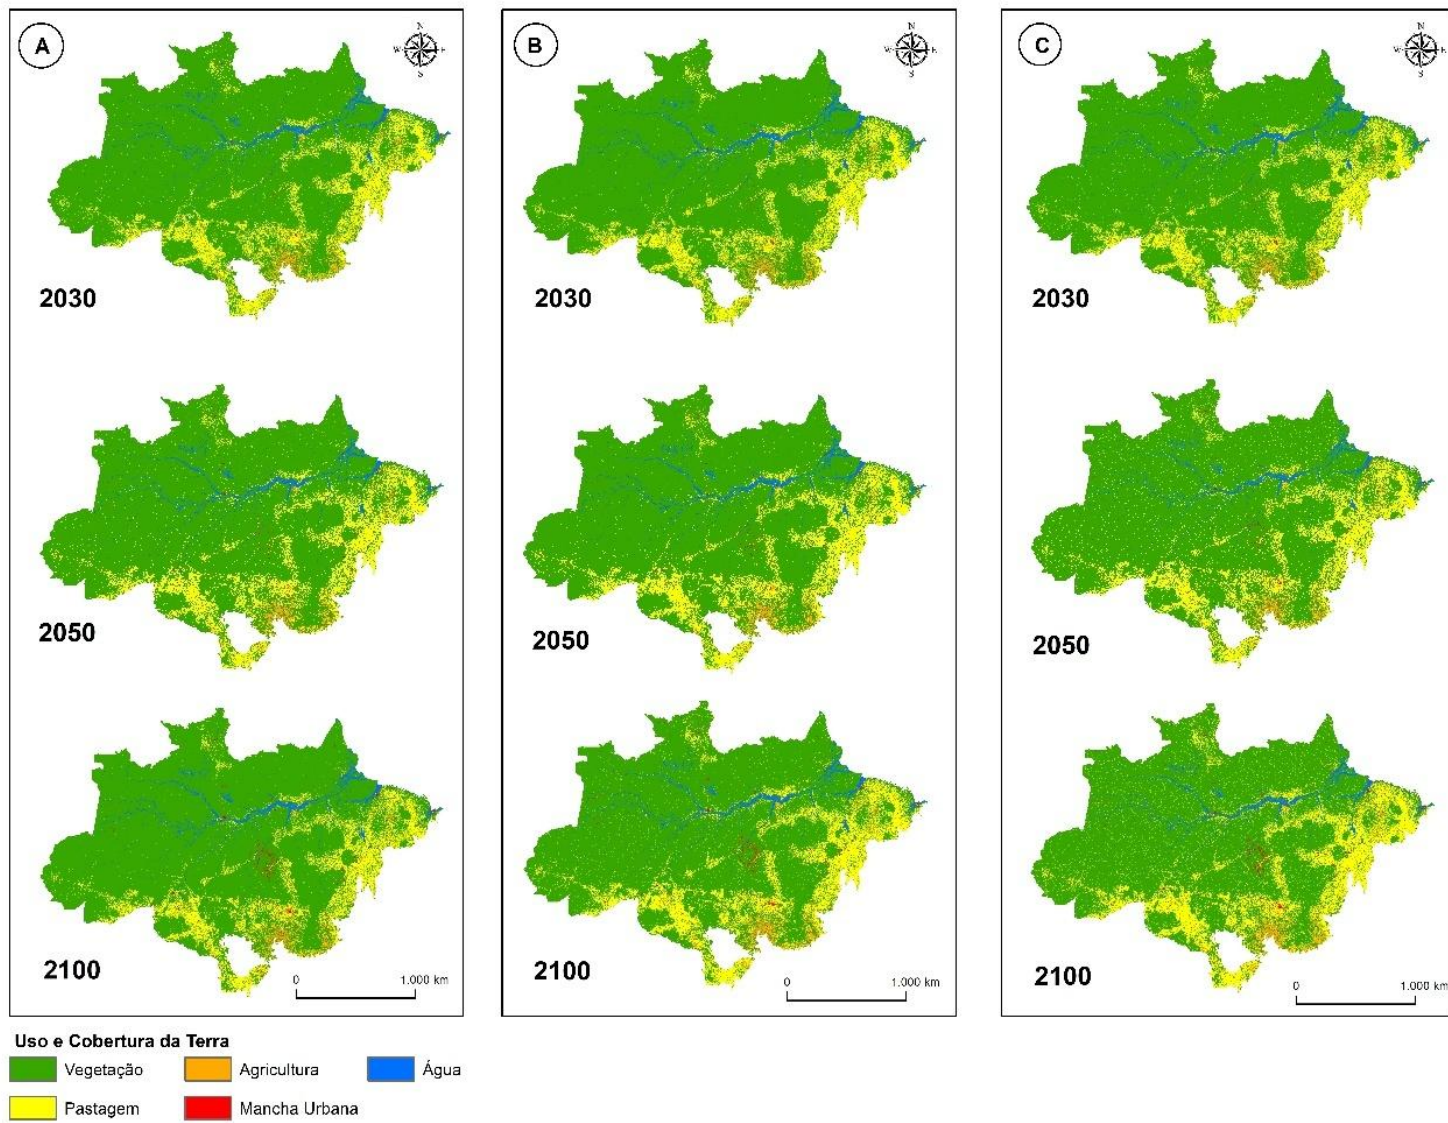 A
N
W E
S
2030
2050
2100
0 1.000 km
B
N
W E
S
2030
2050
2100
0 1.000 km
C
N
W E
S
2030
2050
2100
0 1.000 km
Uso e Cobertura da Terra
Vegetação Agricultura Água
Pastagem Mancha Urbana